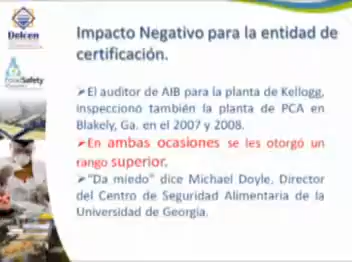 Delcen
FoodSafety
Impacto Negativo para la entidad de
certificación.
➢El auditor de AIB para la planta de Kellogg,
inspeccionó también la planta de PCA en
Blakely, Ga. en el 2007 y 2008.
➢En ambas ocasiones se les otorgó un
rango superior.
➢"Da miedo" dice Michael Doyle, Director
del Centro de Seguridad Alimentaria de la
Universidad de Georgia.